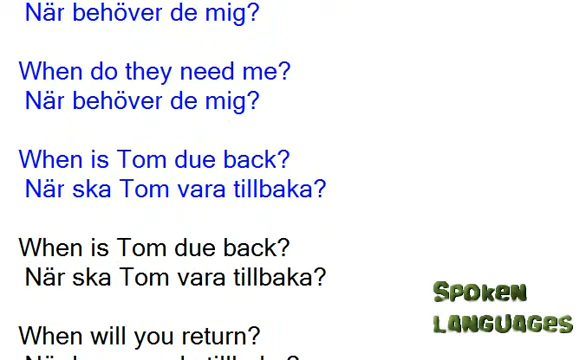 När behöver de mig?
When do they need me?
När behöver de mig?
When is Tom due back?
När ska Tom vara tillbaka?
When is Tom due back?
När ska Tom vara tillbaka?
When will you return?
SPOKEN
LANGUAGES